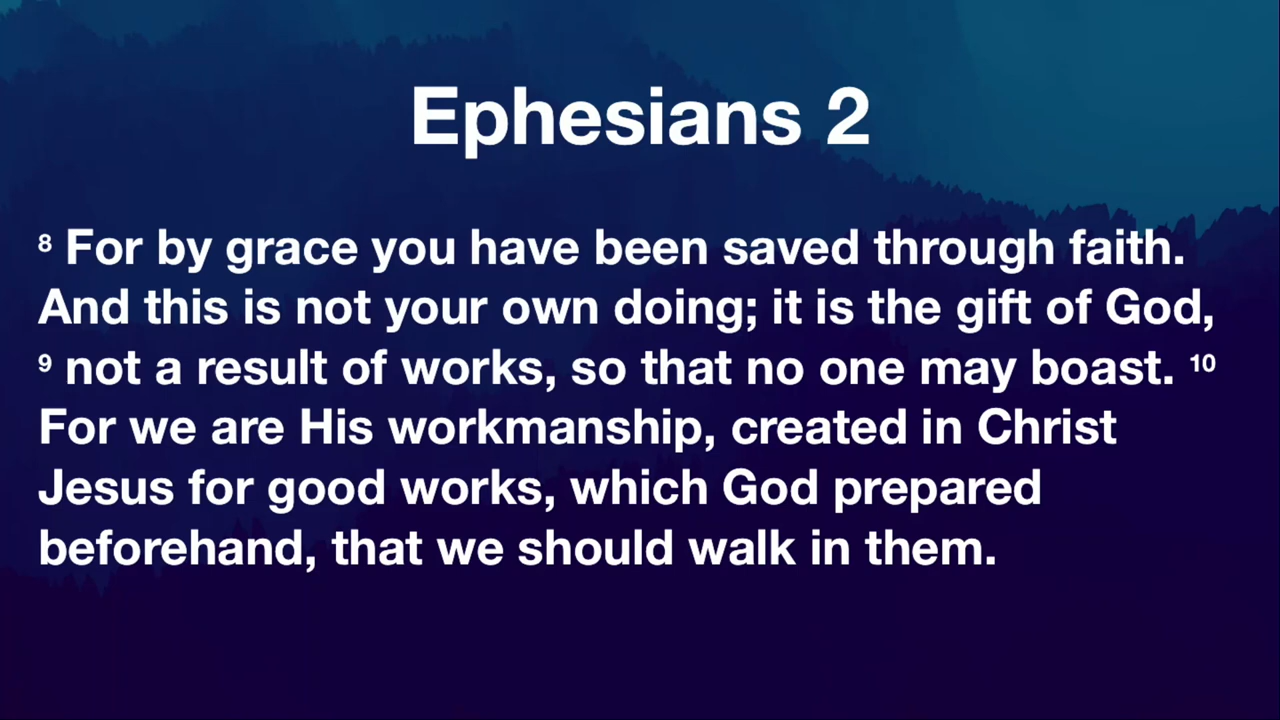 Ephesians 2
8 For by grace you have been saved through faith.
And this is not your own doing; it is the gift of God,
9 not a result of works, so that no one may boast. 10
For we are His workmanship, created in Christ
Jesus for good works, which God prepared
beforehand, that we should walk in them.